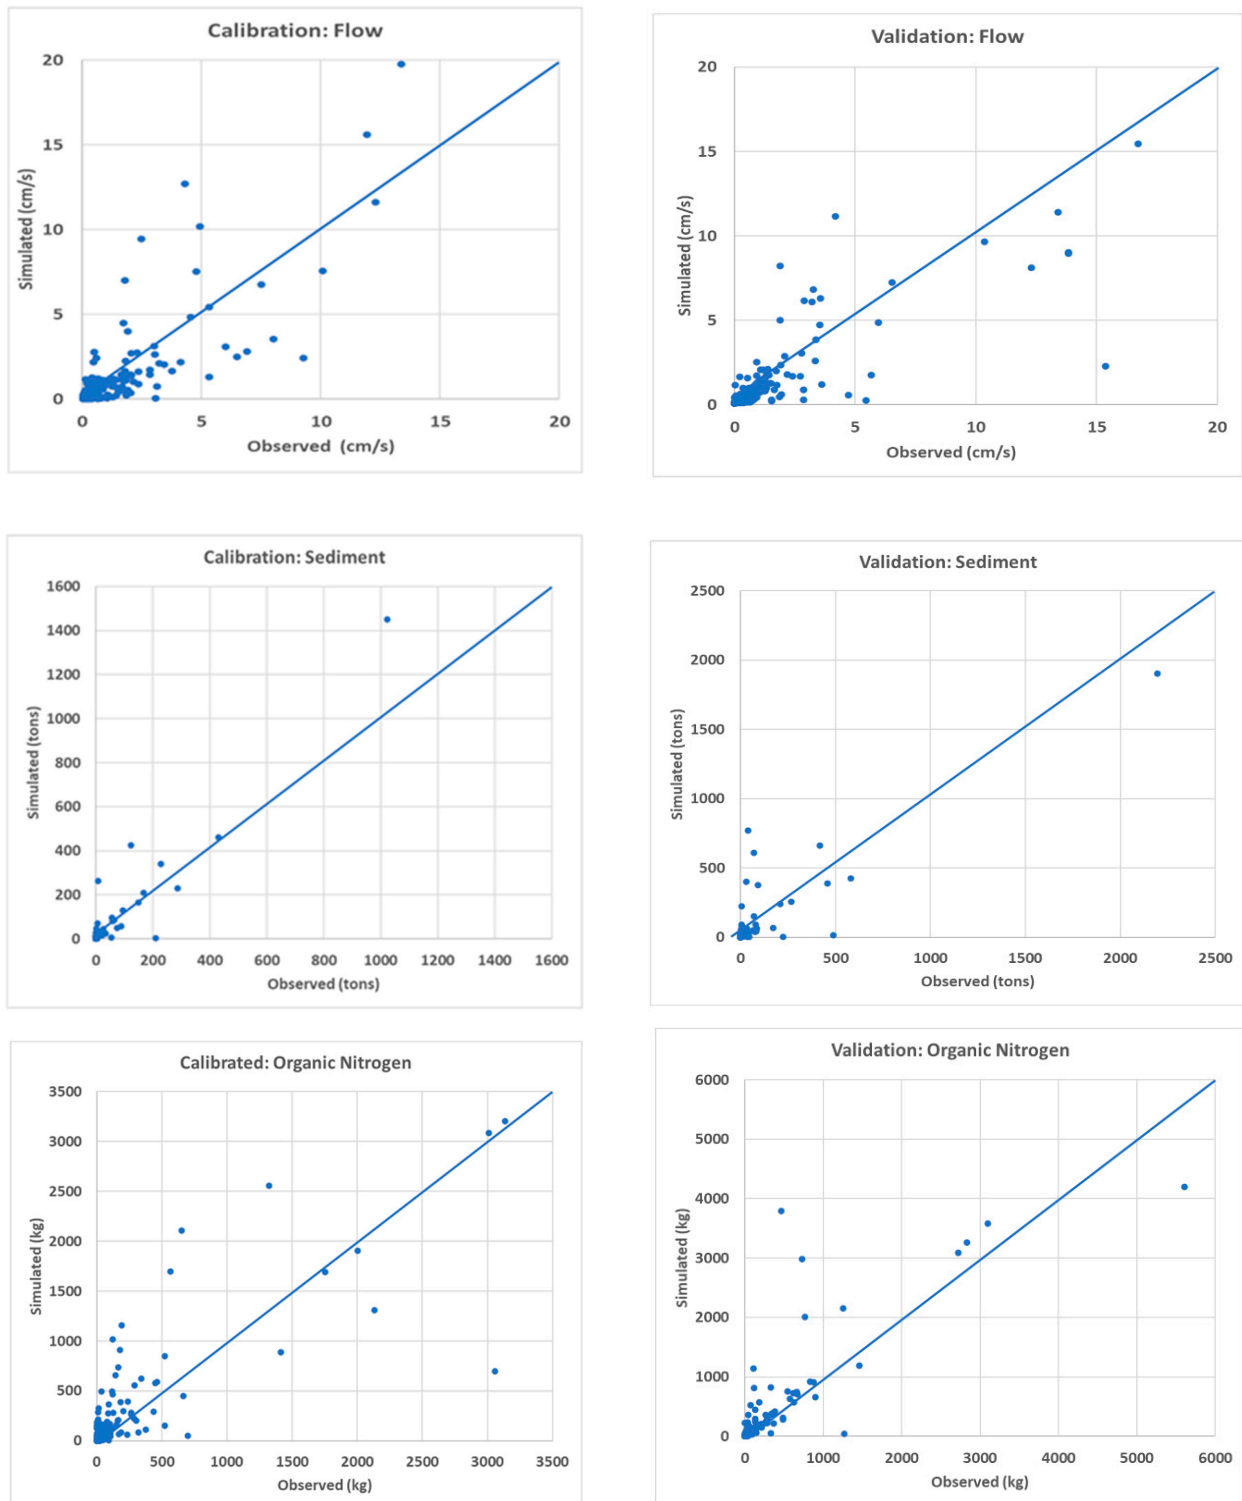 Calibration: Flow
20
15
10
5
0
0 5 10 15 20
Simulated (cm/s)
Observed (cm/s)
Validation: Flow
20
15
10
5
0
0 5 10 15 20
Simulated (cm/s)
Observed (cm/s)
Calibration: Sediment
1600
1400
1200
1000
800
600
400
200
0
0 200 400 600 800 1000 1200 1400 1600
Simulated (tons)
Observed (tons)
Validation: Sediment
2500
2000
1500
1000
500
0
0 500 1000 1500 2000 2500
Simulated (tons)
Observed (tons)
Calibrated: Organic Nitrogen
3500
3000
2500
2000
1500
1000
500
0
0 500 1000 1500 2000 2500 3000 3500
Simulated (kg)
Observed (kg)
Validation: Organic Nitrogen
6000
5000
4000
3000
2000
1000
0
0 1000 2000 3000 4000 5000 6000
Simulated (kg)
Observed (kg)